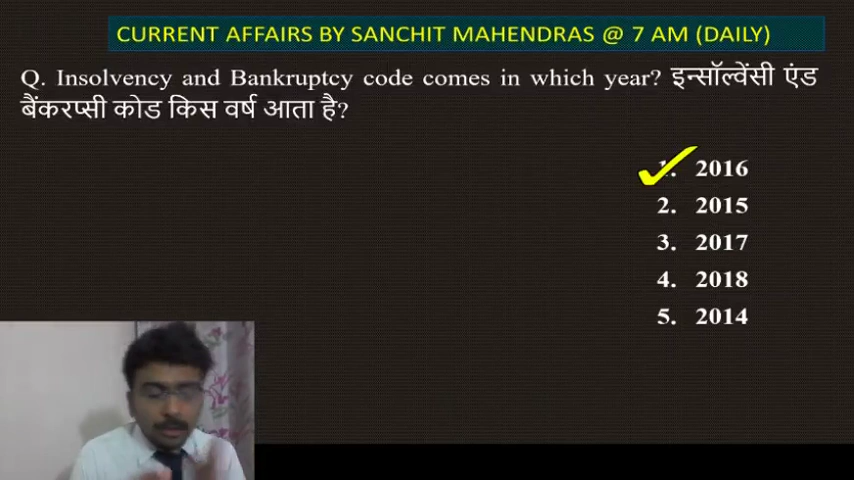 CURRENT AFFAIRS BY SANCHIT MAHENDRAS @ 7 AM (DAILY)
Q. Insolvency and Bankruptcy code comes in which year? इन्सॉल्वेंसी एंड
बैंकरप्सी कोड किस वर्ष आता है?
1. 2016
2. 2015
3. 2017
4. 2018
5. 2014